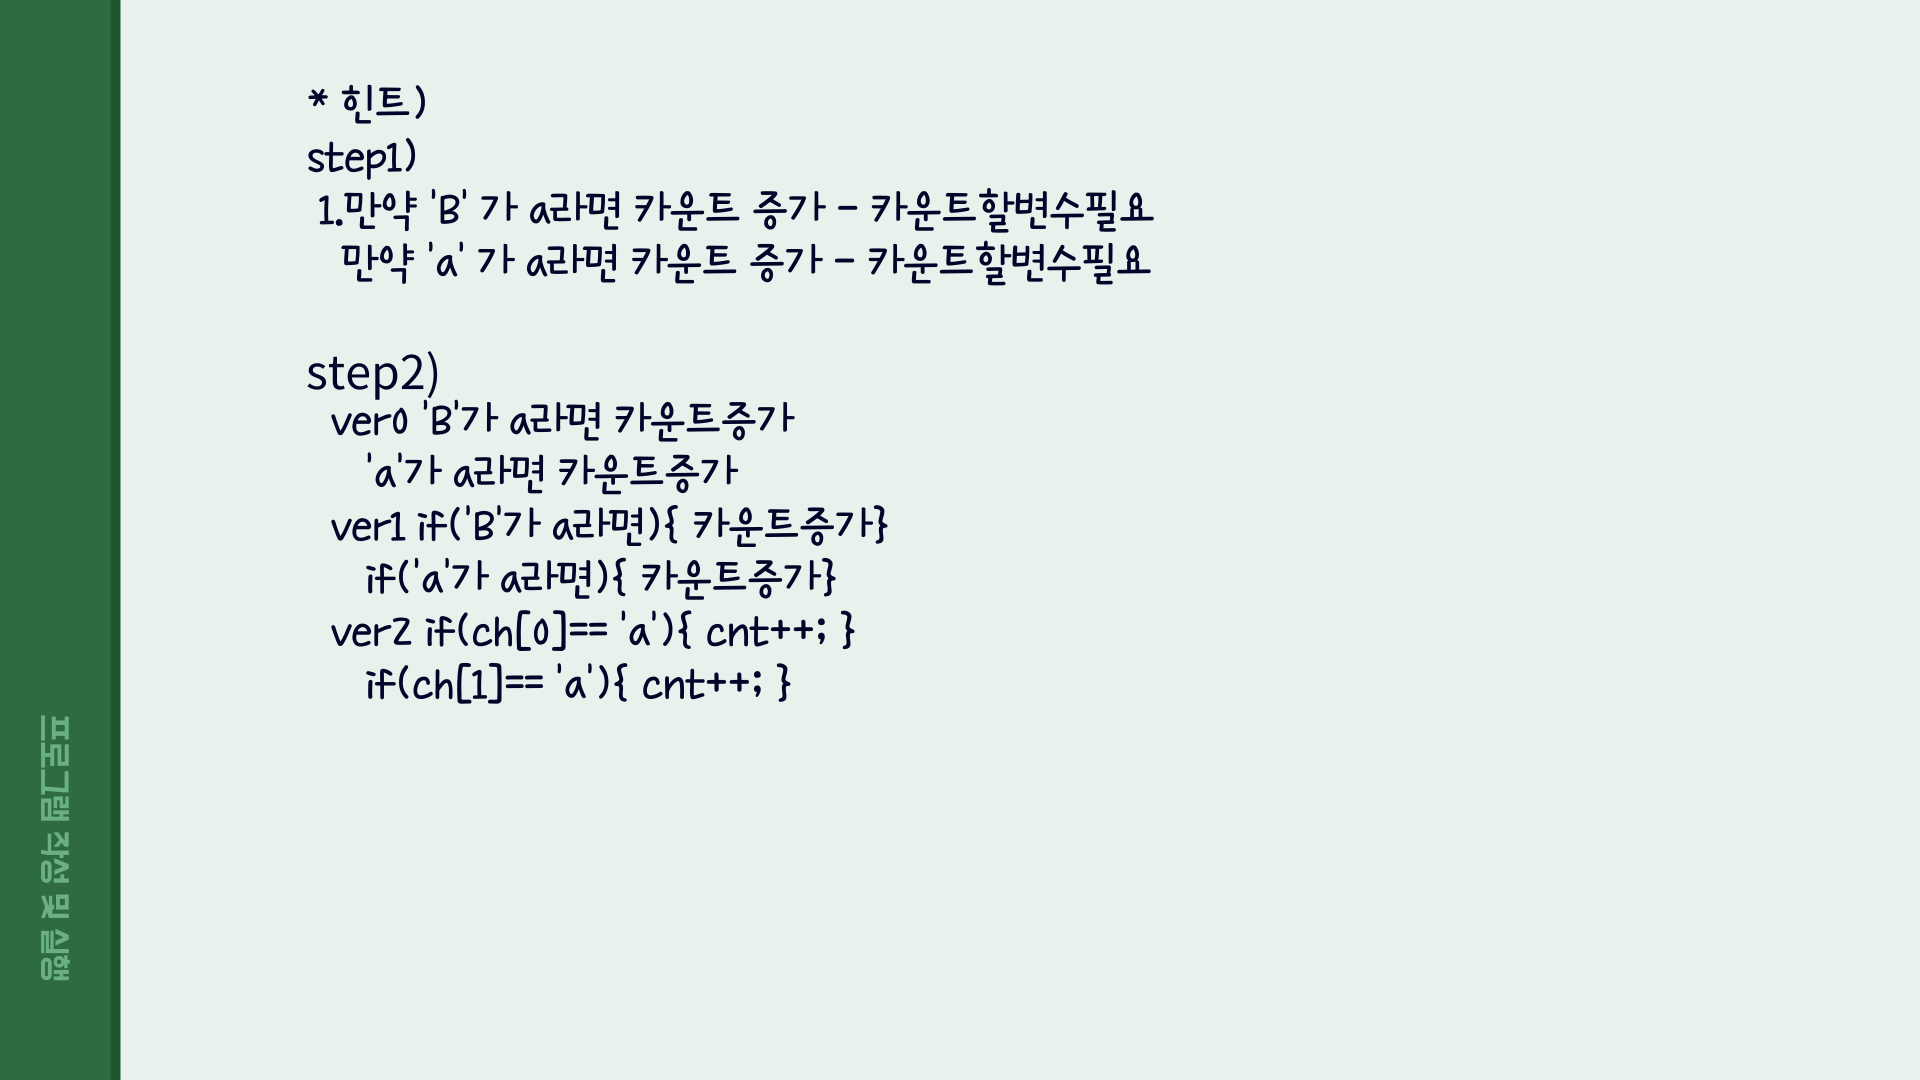 * 힌트)
step1)
1.만약 'B' 가 a라면 카운트 증가 - 카운트할변수필요
만약 'a' 가 a라면 카운트 증가 - 카운트할변수필요
step2)
ver0 'B'가 a라면 카운트증가
'a'가 a라면 카운트증가
ver1 if('B'가 a라면){ 카운트증가}
if('a'가 a라면){ 카운트증가}
ver2 if(ch[0]== 'a'){ cnt++; }
if(ch[1]== 'a'){ cnt++; }
프로그램 작성 및 실행